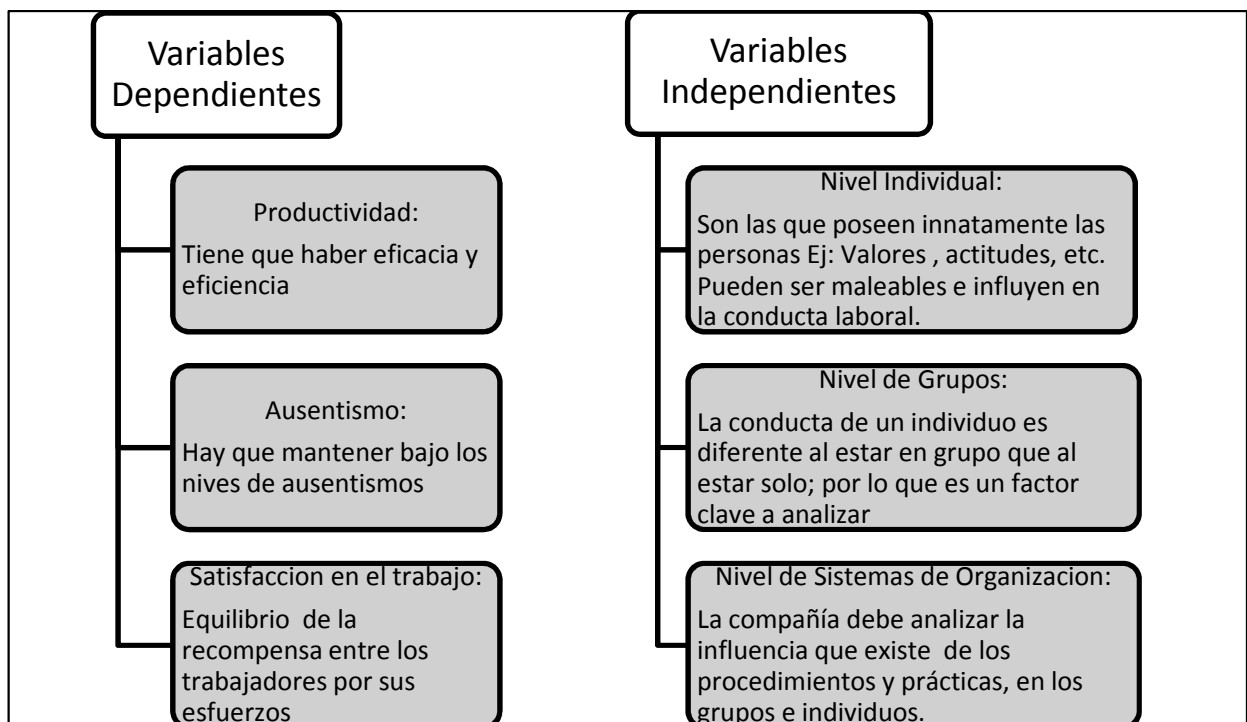 Variables
Dependientes
Productividad:
Tiene que haber eficacia y
eficiencia
Ausentismo:
Hay que mantener bajo los
nives de ausentismos
Satisfaccion en el trabajo:
Equilibrio de la
recompensa entre los
trabajadores por sus
esfuerzos
Variables
Independientes
Nivel Individual:
Son las que poseen innatamente las
personas Ej: Valores , actitudes, etc.
Pueden ser maleables e influyen en
la conducta laboral.
Nivel de Grupos:
La conducta de un individuo es
diferente al estar en grupo que al
estar solo; por lo que es un factor
clave a analizar
Nivel de Sistemas de Organizacion:
La compañía debe analizar la
influencia que existe de los
procedimientos y prácticas, en los
grupos e individuos.